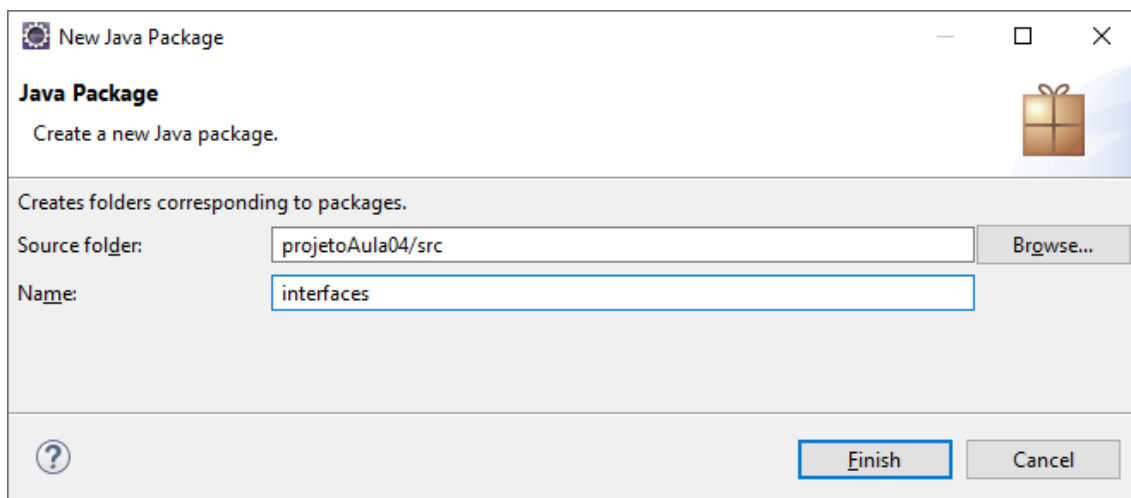 New Java Package
Java Package
Create a new Java package.
Creates folders corresponding to packages.
Source folder: projetoAula04/src Browse...
Name: interfaces
? Finish Cancel